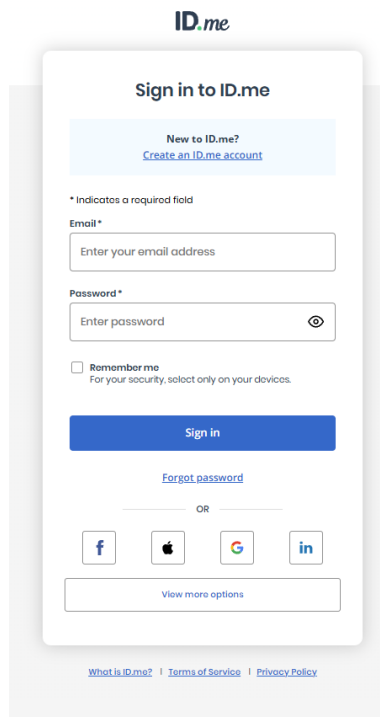 ID.me
Sign in to ID.me
New to ID.me?
Create an ID.me account
* Indicates a required field
Email *
Enter your email address
Password *
Enter password
Remember me
For your security, select only on your devices.
Sign in
Forgot password
OR
f G in
View more options
What is ID.me? | Terms of Service | Privacy Policy